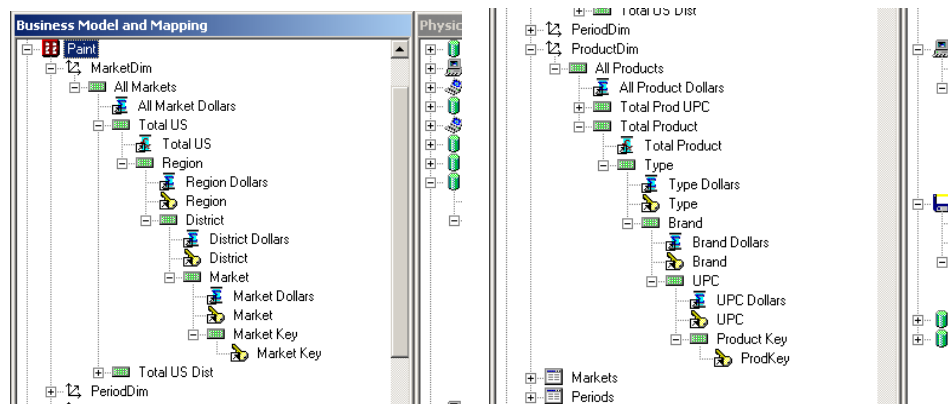 Business Model and Mapping
Physic
Paint
MarketDim
All Markets
All Market Dollars
Total US
Total US
Region
Region Dollars
Region
District
District Dollars
District
Market
Market Dollars
Market
Market Key
Market Key
Total US Dist
PeriodDim
Total US Dist
PeriodDim
ProductDim
All Products
All Product Dollars
Total Prod UPC
Total Product
Total Product
Type
Type Dollars
Type
Brand
Brand Dollars
Brand
UPC
UPC Dollars
UPC
Product Key
ProdKey
Markets
Periods